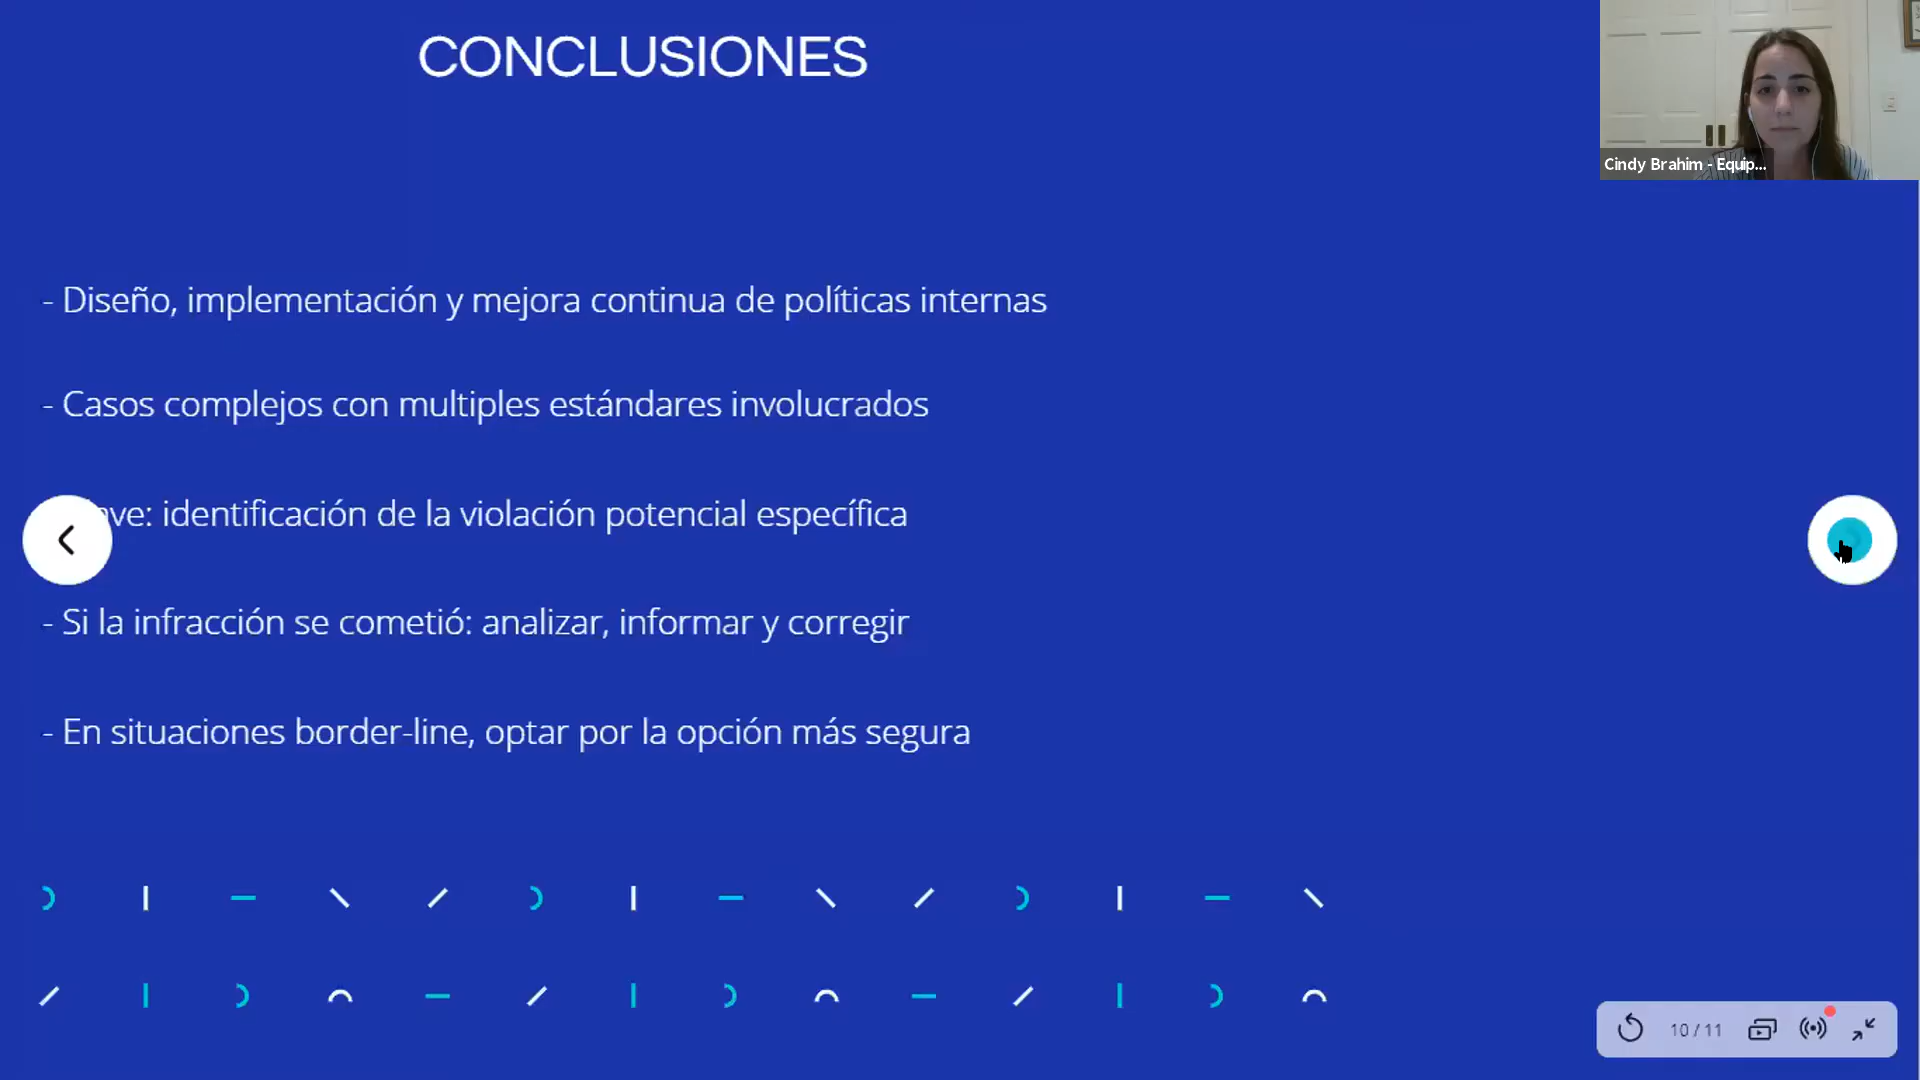 CONCLUSIONES
Cindy Brahim - Equip...
- Diseño, implementación y mejora continua de políticas internas
- Casos complejos con multiples estándares involucrados
ve: identificación de la violación potencial específica
- Si la infracción se cometió: analizar, informar y corregir
- En situaciones border-line, optar por la opción más segura
10 / 11